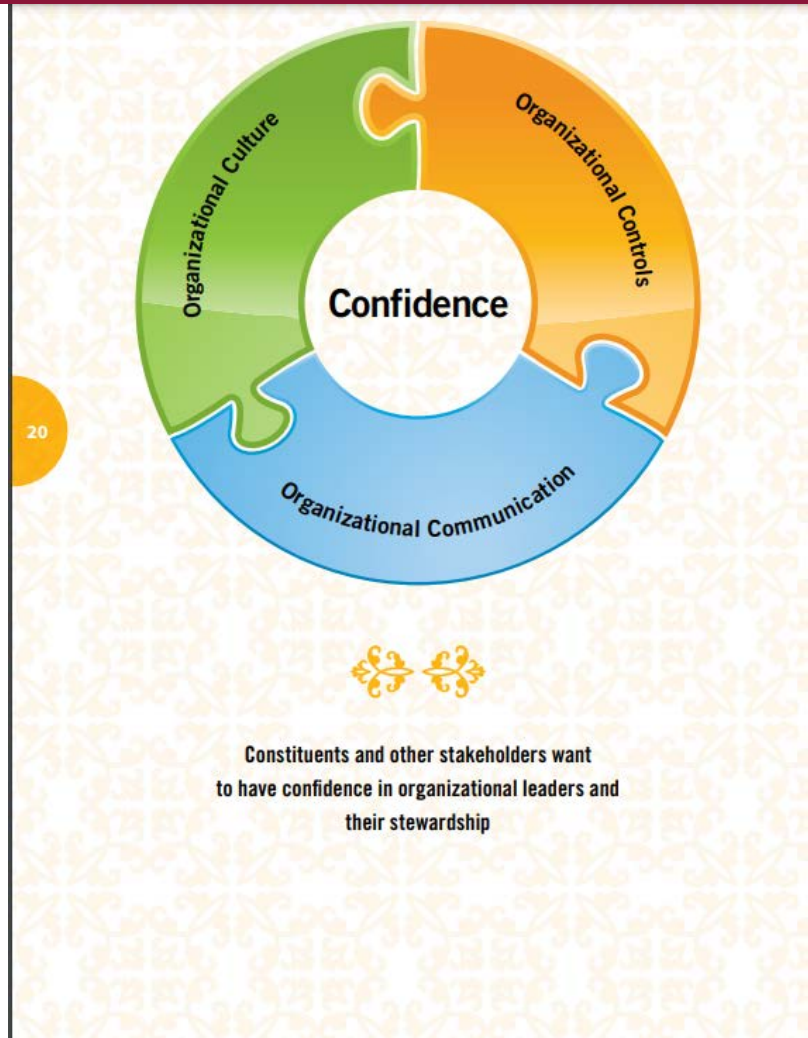 Organizational Culture
Organizational Controls
Confidence
20
Organizational Communication
Constituents and other stakeholders want
to have confidence in organizational leaders and
their stewardship